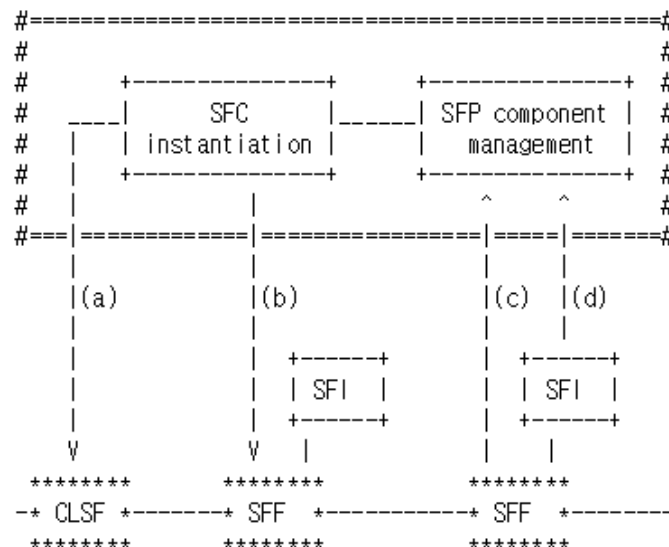 SFC SFP component
instantiation management
(a) (b) (c) (d)
SFI SFI
CLSF SFF SFF